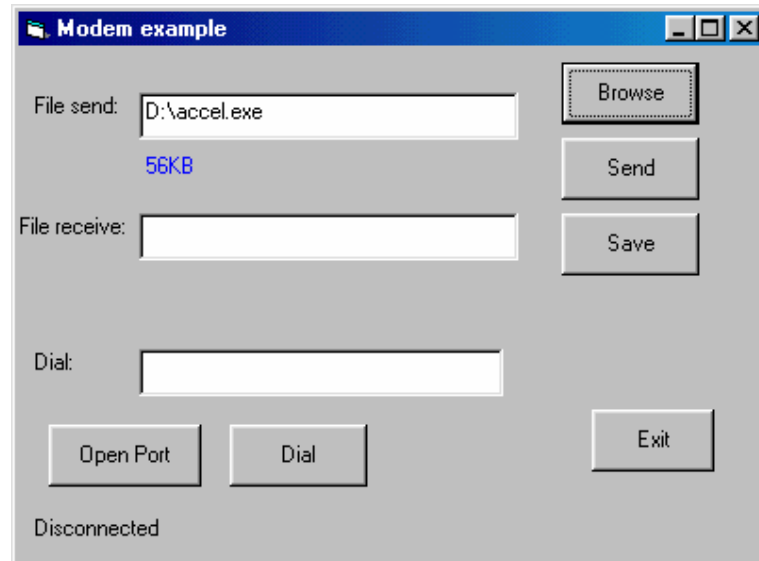 Modem example
File send:
D:\accel.exe
Browse
56KB
Send
File receive:
Save
Dial:
Open Port
Dial
Exit
Disconnected